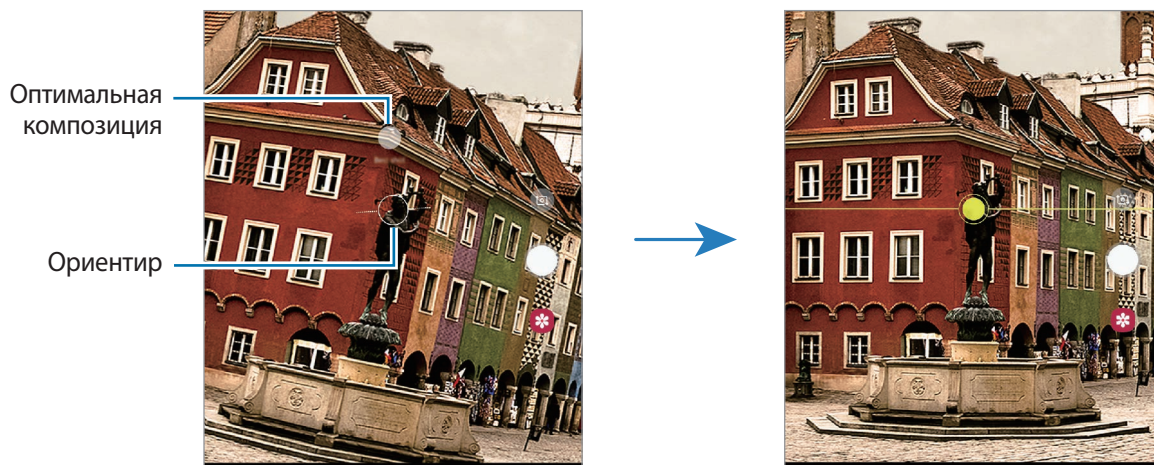 Оптимальная
композиция
Ориентир